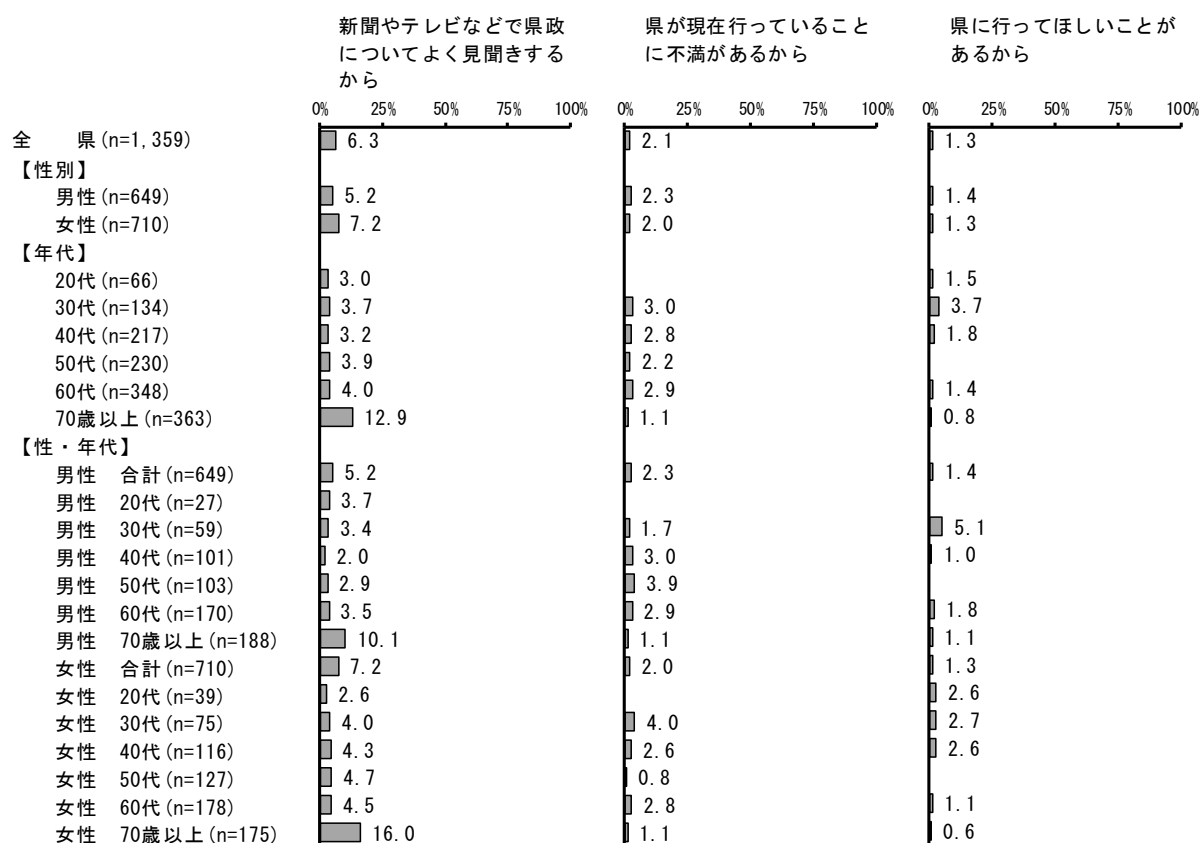 新聞やテレビなどで県政 県が現在行っていること 県に行ってほしいことが
についてよく見聞きする に不満があるから あるから
から
0% 25% 50% 75% 100% 0% 25% 50% 75% 100% 0% 25% 50% 75% 100%
全　　県(n=1,359) 6.3 2.1 1.3
【性別】
男性(n=649) 5.2 2.3 1.4
女性(n=710) 7.2 2.0 1.3
【年代】
20代(n=66) 3.0 1.5
30代(n=134) 3.7 3.0 3.7
40代(n=217) 3.2 2.8 1.8
50代(n=230) 3.9 2.2
60代(n=348) 4.0 2.9 1.4
70歳以上(n=363) 12.9 1.1 0.8
【性・年代】
男性　合計(n=649) 5.2 2.3 1.4
男性　20代(n=27) 3.7
男性　30代(n=59) 3.4 1.7 5.1
男性　40代(n=101) 2.0 3.0 1.0
男性　50代(n=103) 2.9 3.9
男性　60代(n=170) 3.5 2.9 1.8
男性　70歳以上(n=188) 10.1 1.1 1.1
女性　合計(n=710) 7.2 2.0 1.3
女性　20代(n=39) 2.6 2.6
女性　30代(n=75) 4.0 4.0 2.7
女性　40代(n=116) 4.3 2.6 2.6
女性　50代(n=127) 4.7 0.8
女性　60代(n=178) 4.5 2.8 1.1
女性　70歳以上(n=175) 16.0 1.1 0.6